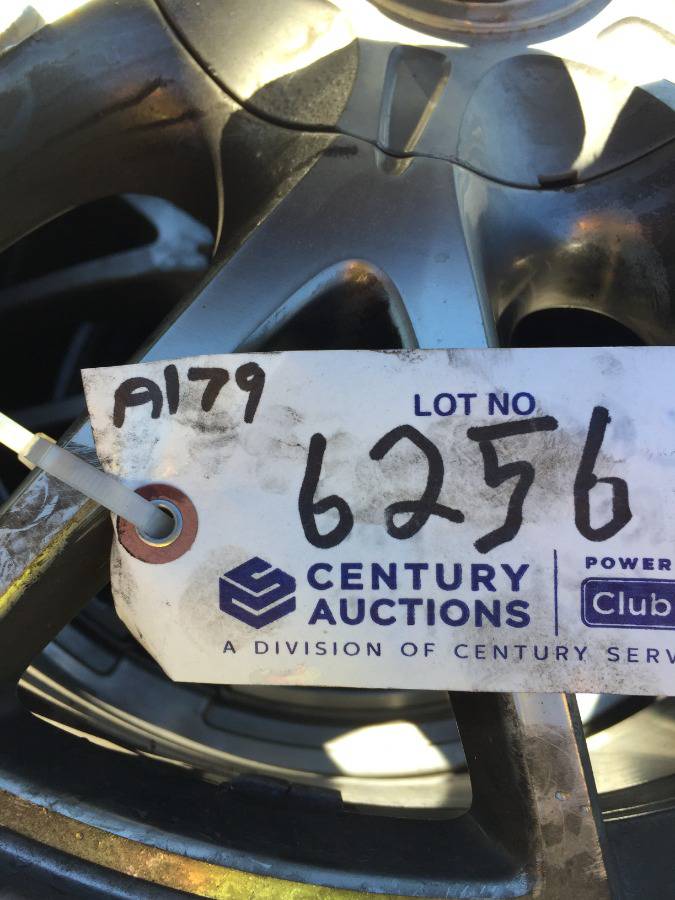 A179
LOT NO
6256
CENTURY
AUCTIONS
POWER
Club
A DIVISION OF CENTURY SERV